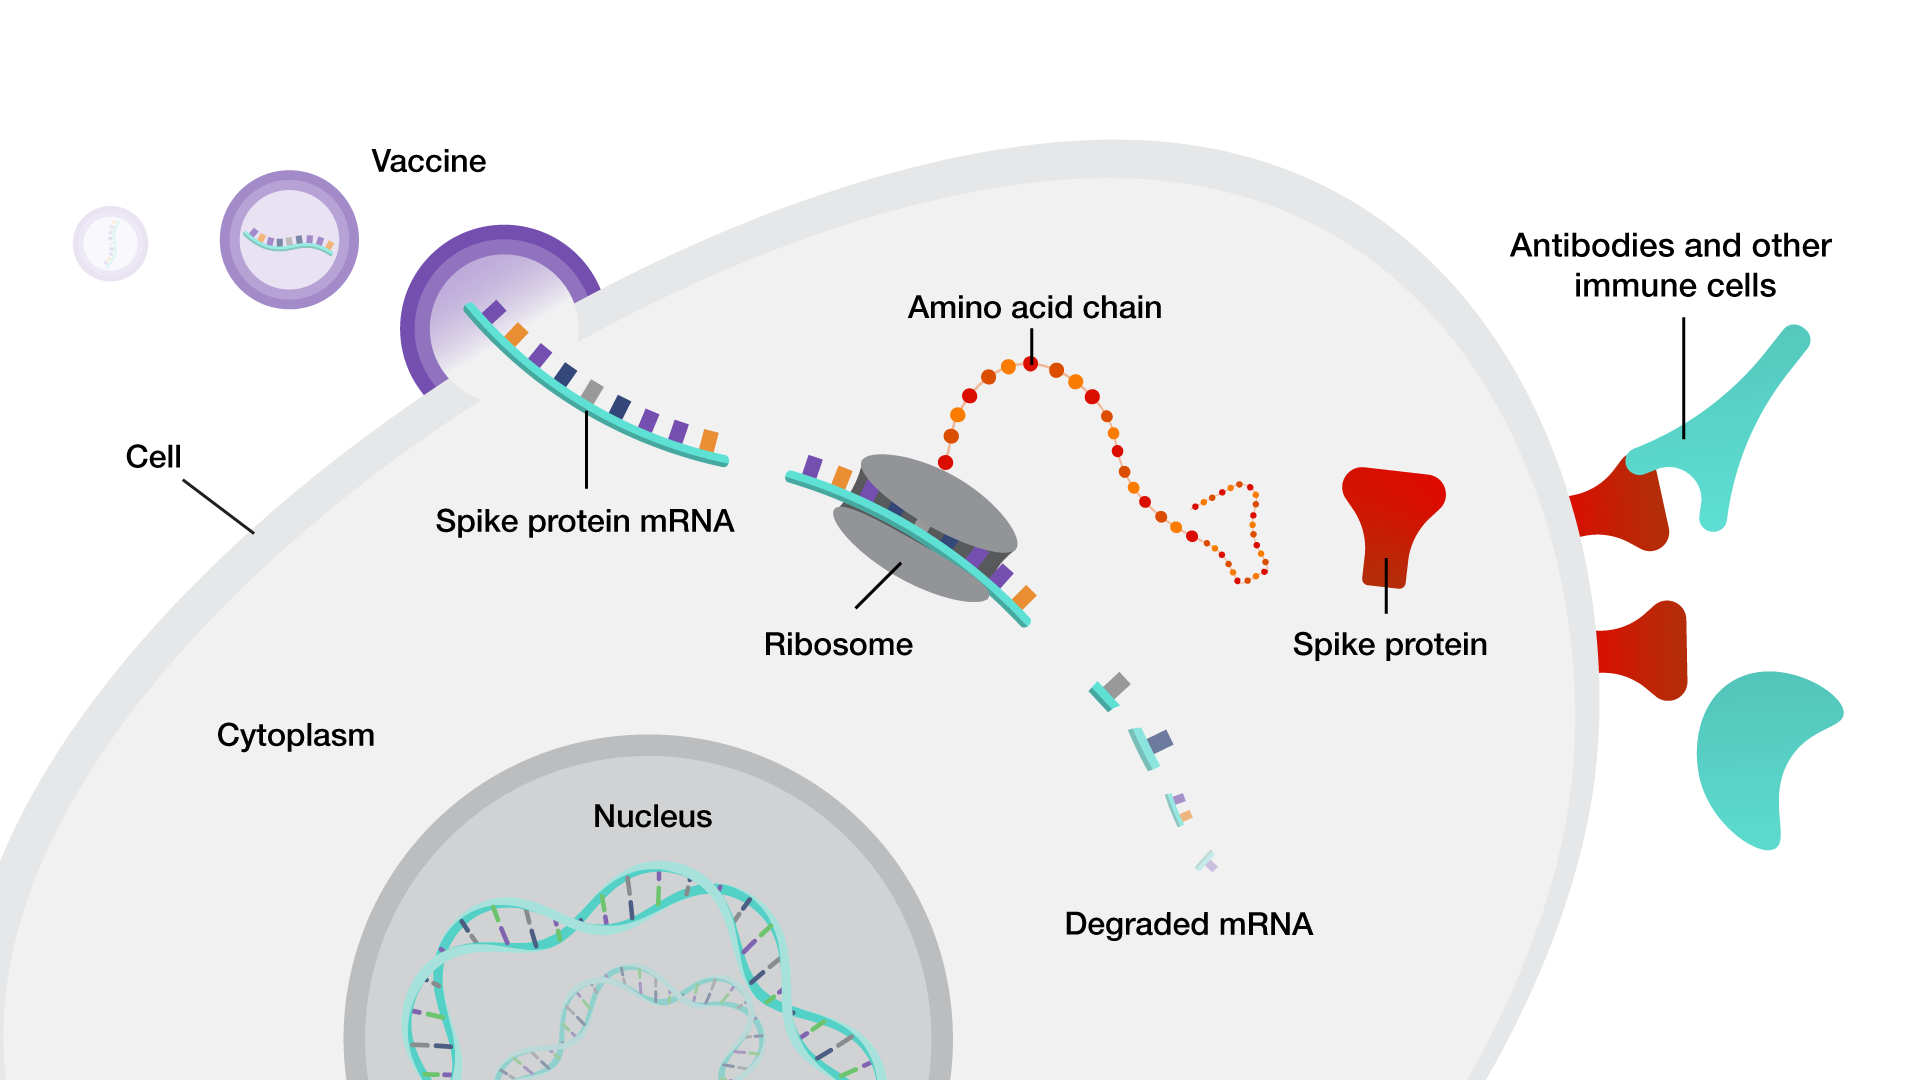 Vaccine
Antibodies and other
immune cells
Amino acid chain
Cell
Spike protein mRNA
Ribosome
Spike protein
Cytoplasm
Nucleus
Degraded mRNA